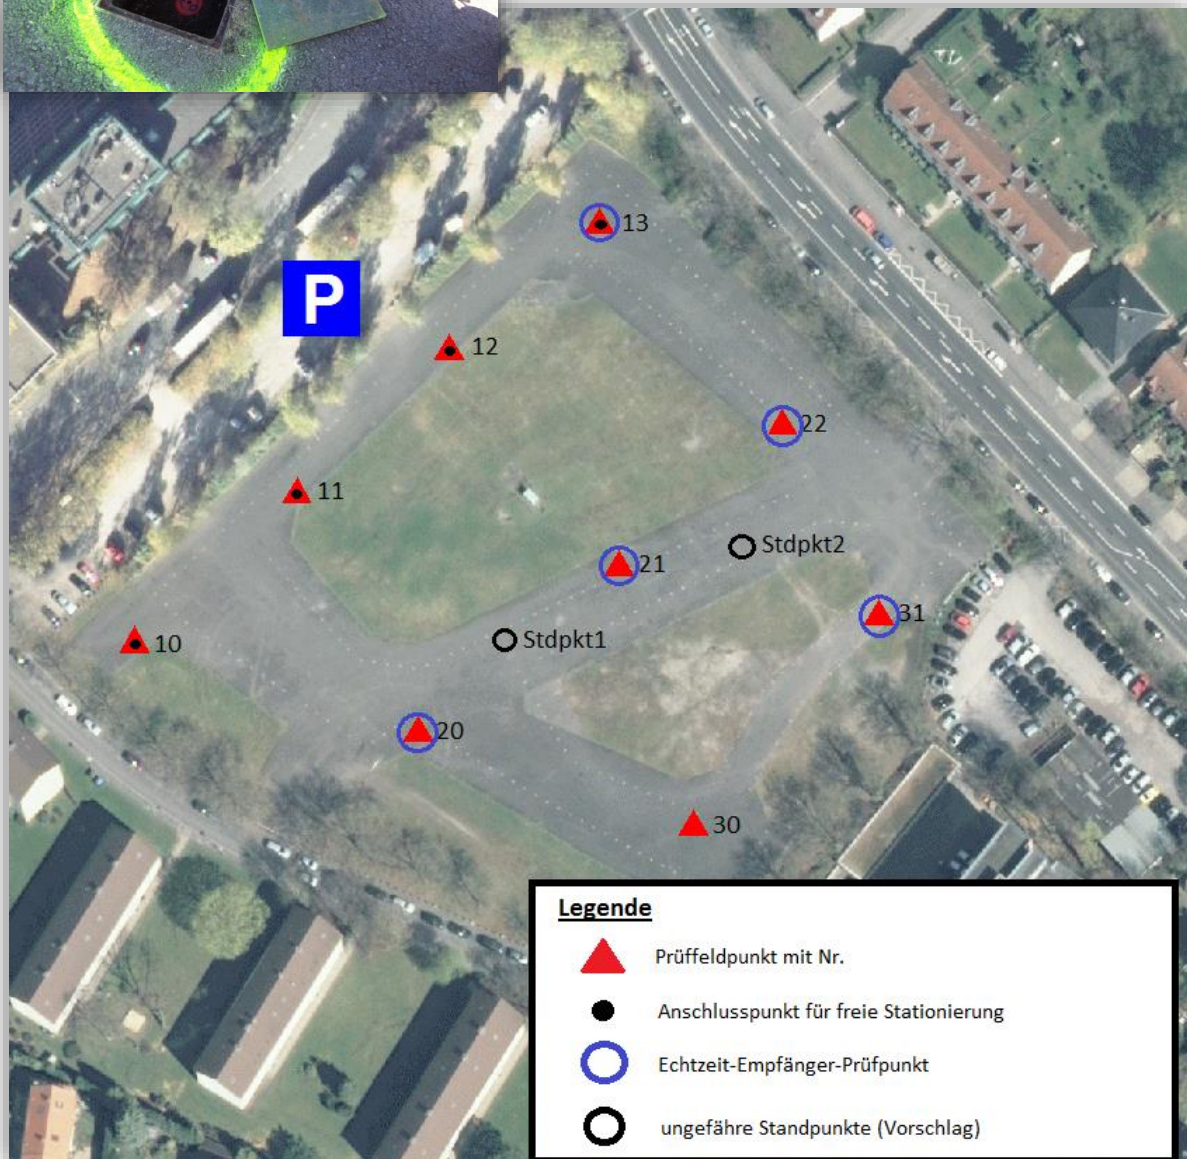 13
P
12
22
11
Stdpkt2
21
31
Stdpkt1
10
20
30
Legende
Prüffeldpunkt mit Nr.
Anschlusspunkt für freie Stationierung
Echtzeit-Empfänger-Prüfpunkt
ungefähre Standpunkte (Vorschlag)